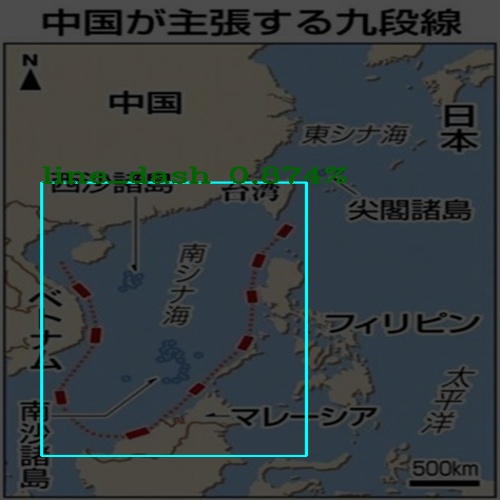 中国が主張する九段線
N
中国
日本
東シナ海
line_dash 0.974%
西沙諸島
台湾
尖閣諸島
南シナ海
ベトナム
フィリピン
太平洋
南沙諸島
マレーシア
500km